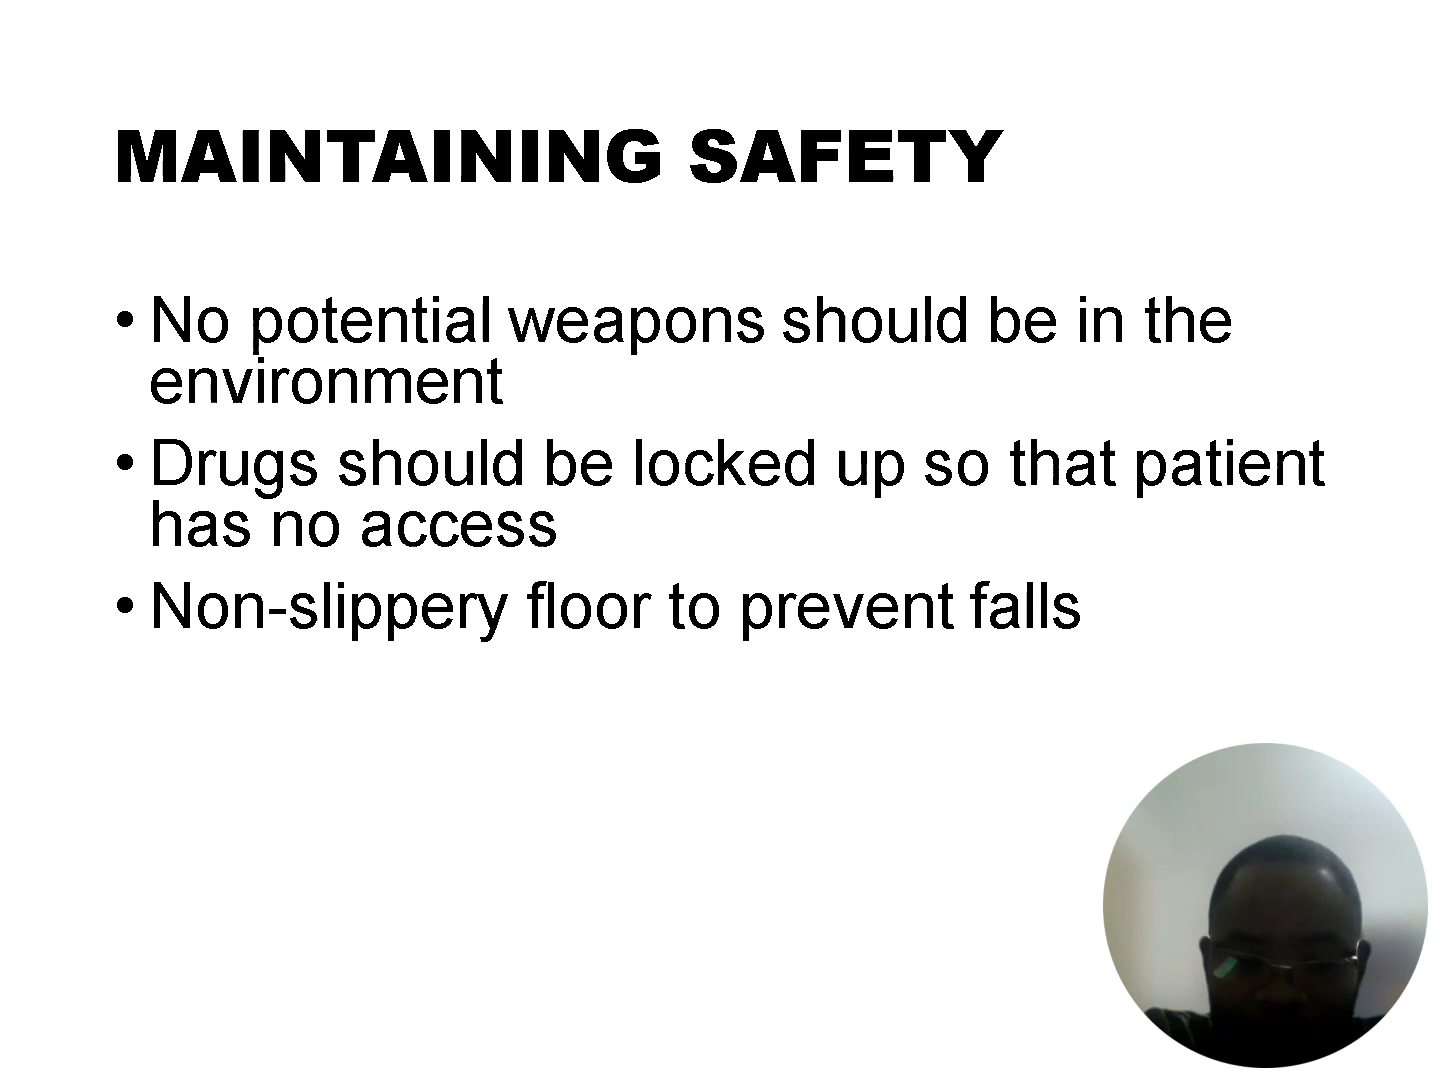 MAINTAINING SAFETY
• No potential weapons should be in the
environment
• Drugs should be locked up so that patient
has no access
• Non-slippery floor to prevent falls